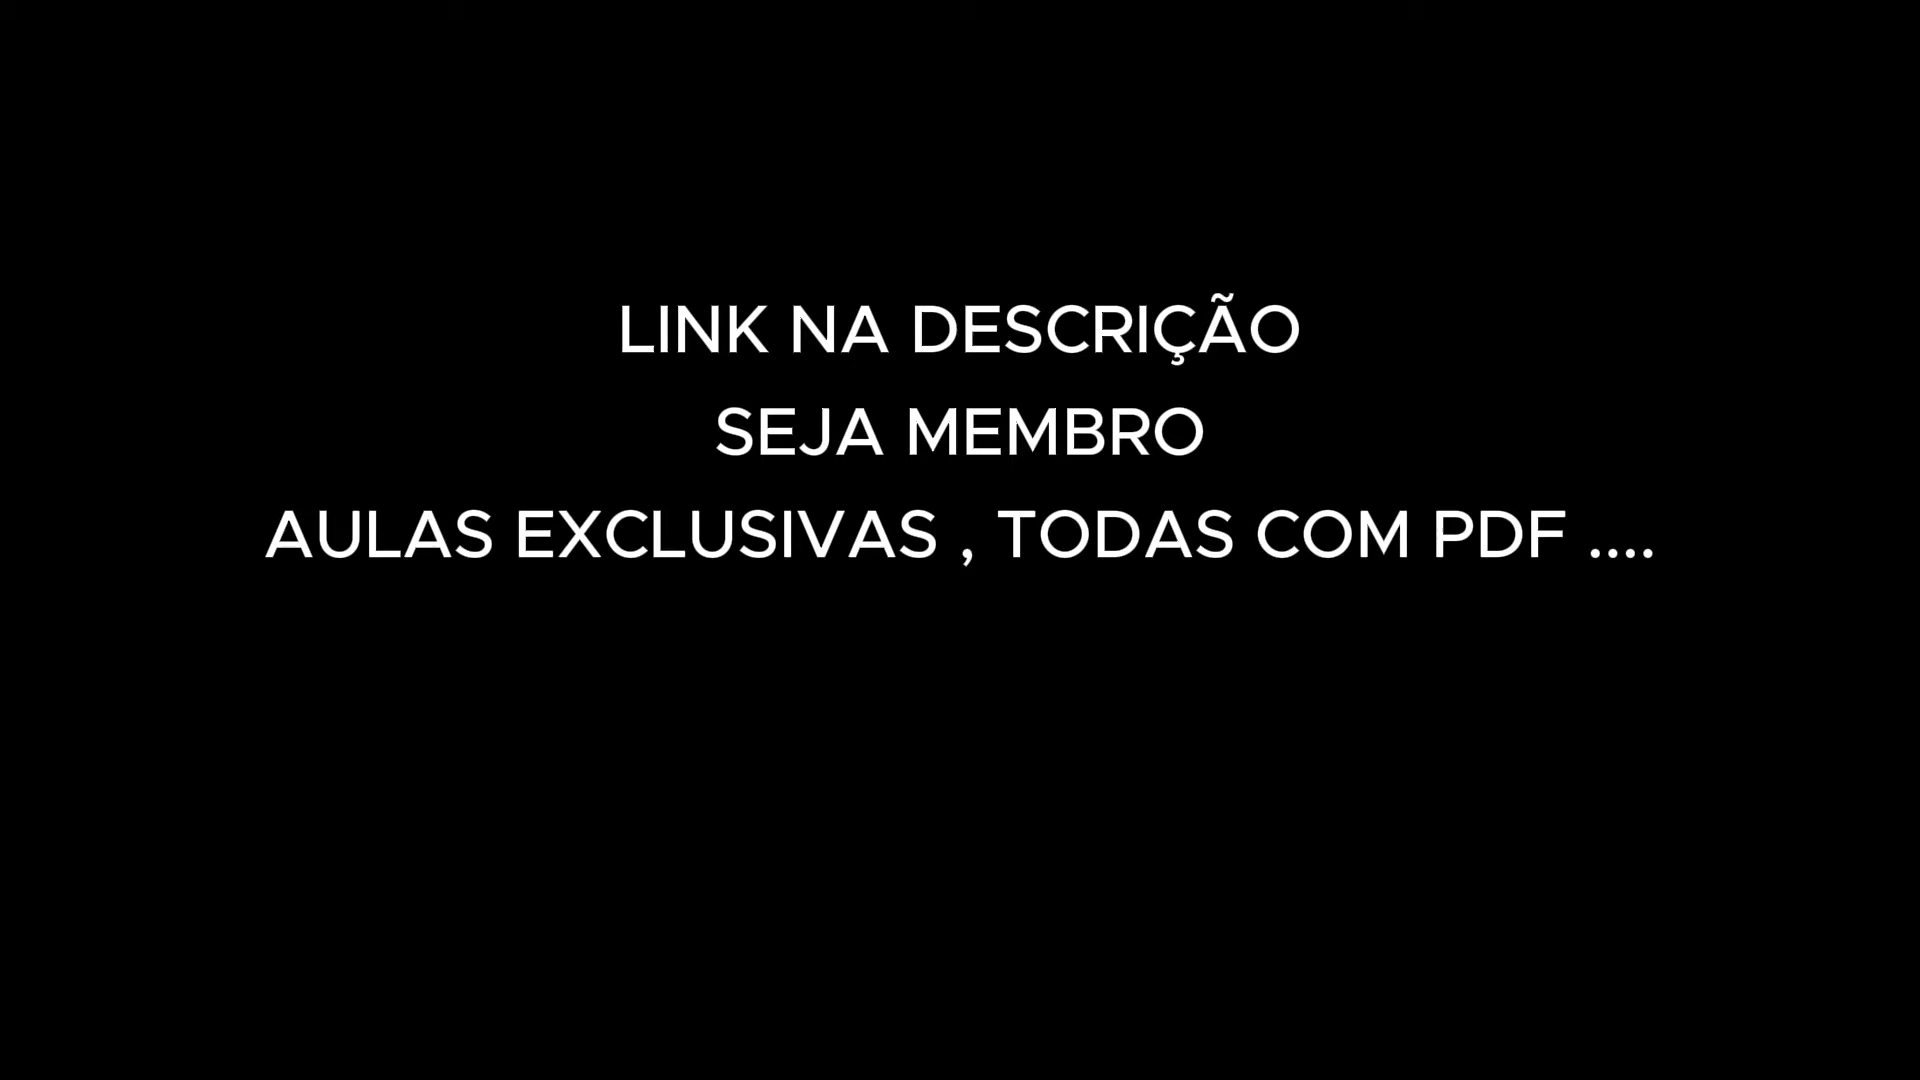 LINK NA DESCRIÇÃO
SEJA MEMBRO
AULAS EXCLUSIVAS , TODAS COM PDF ....